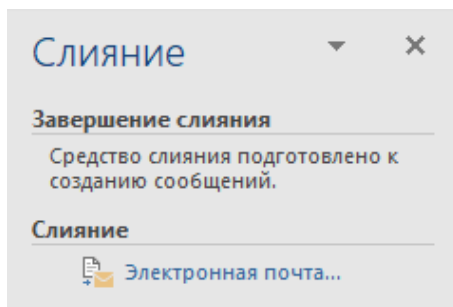 Слияние
Завершение слияния
Средство слияния подготовлено к
созданию сообщений.
Слияние
Электронная почта...